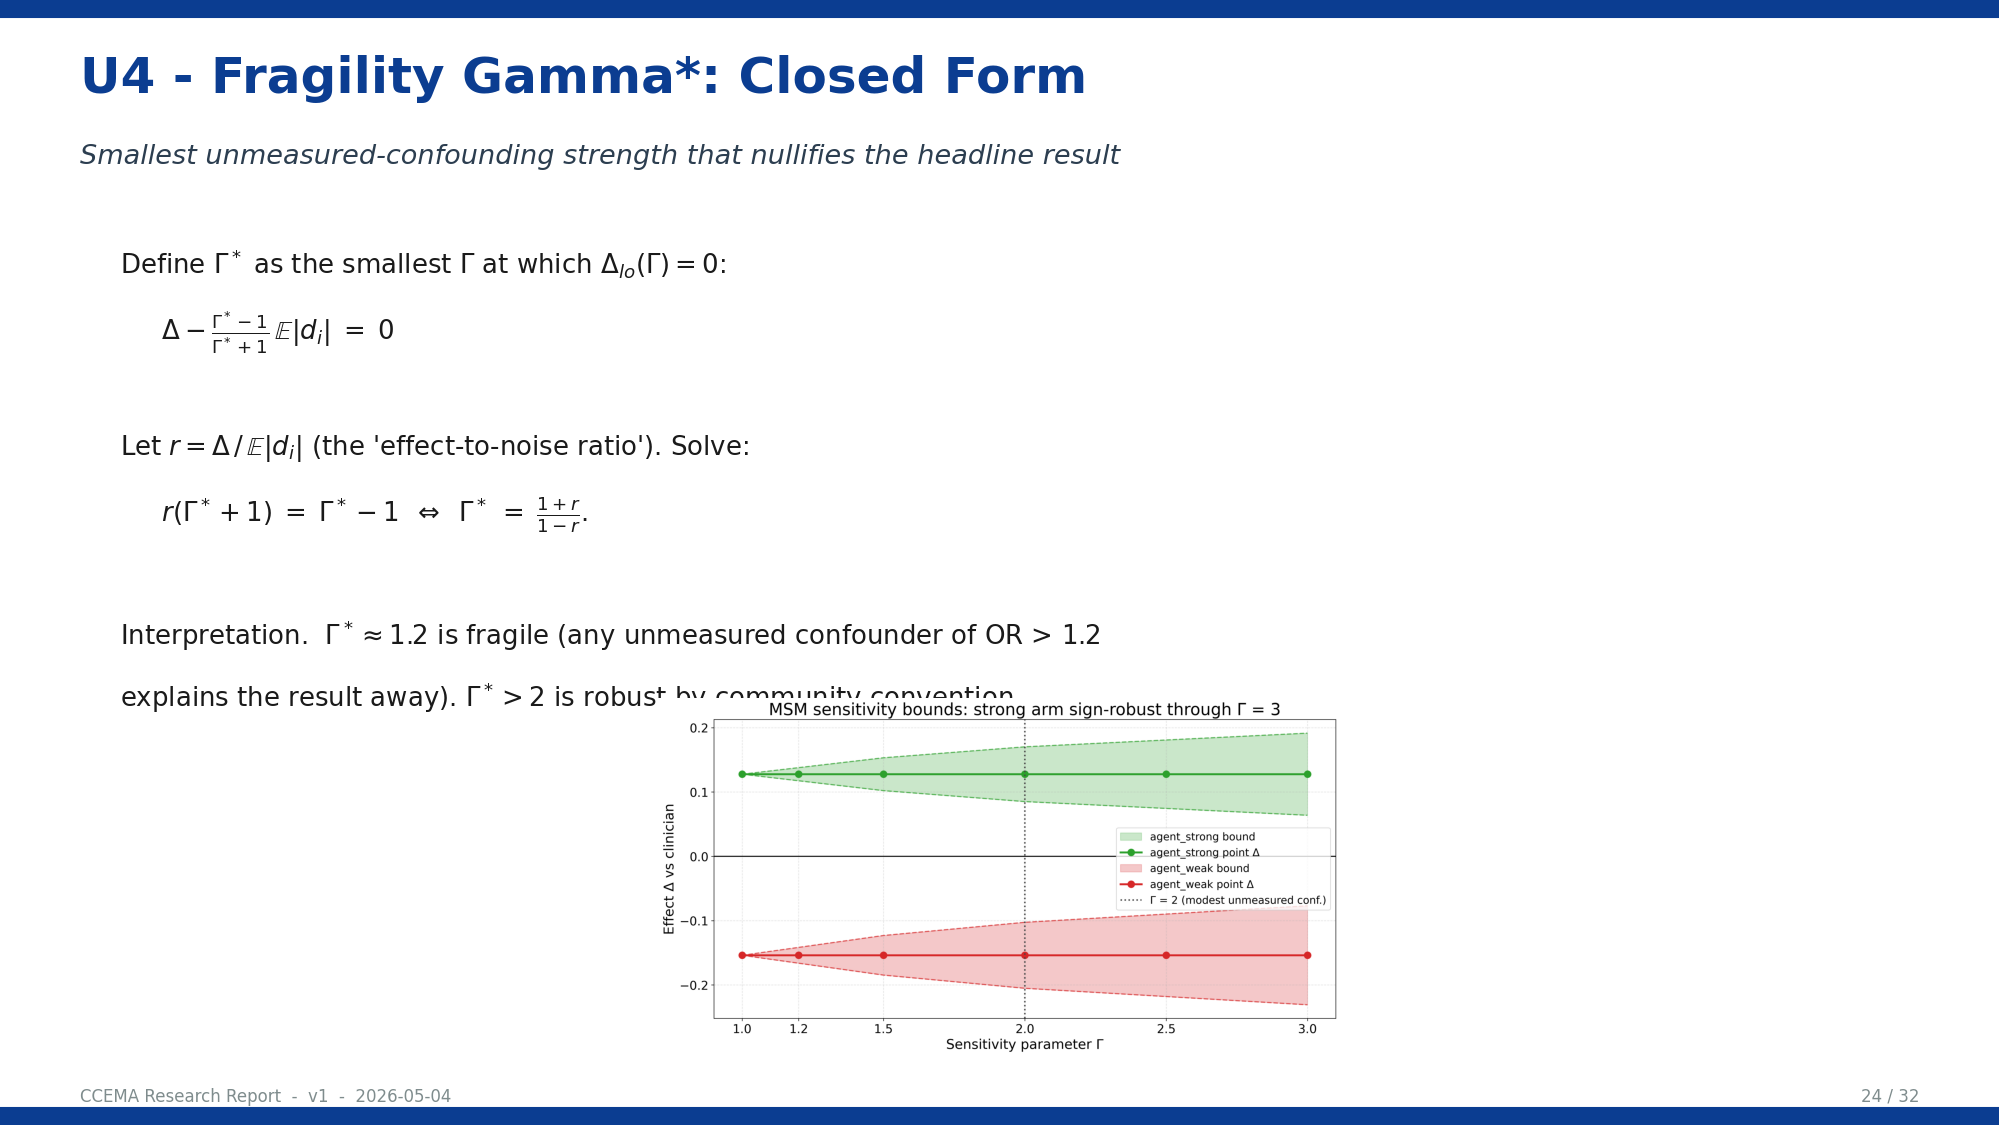 U4 - Fragility Gamma*: Closed Form
Smallest unmeasured-confounding strength that nullifies the headline result
Define Γ* as the smallest Γ at which Δ_lo(Γ) = 0:
Δ − (Γ* − 1)/(Γ* + 1) 𝔼|d_i| = 0
Let r = Δ / 𝔼|d_i| (the 'effect-to-noise ratio'). Solve:
r(Γ* + 1) = Γ* − 1 ⇔ Γ* = (1 + r)/(1 − r).
Interpretation. Γ* ≈ 1.2 is fragile (any unmeasured confounder of OR > 1.2
explains the result away). Γ* > 2 is robust by community convention
MSM sensitivity bounds: strong arm sign-robust through Γ = 3
Effect Δ vs clinician
0.2
0.1
0.0
−0.1
−0.2
agent_strong bound
agent_strong point Δ
agent_weak bound
agent_weak point Δ
Γ = 2 (modest unmeasured conf.)
1.0 1.2 1.5 2.0 2.5 3.0
Sensitivity parameter Γ
CCEMA Research Report - v1 - 2026-05-04
24 / 32